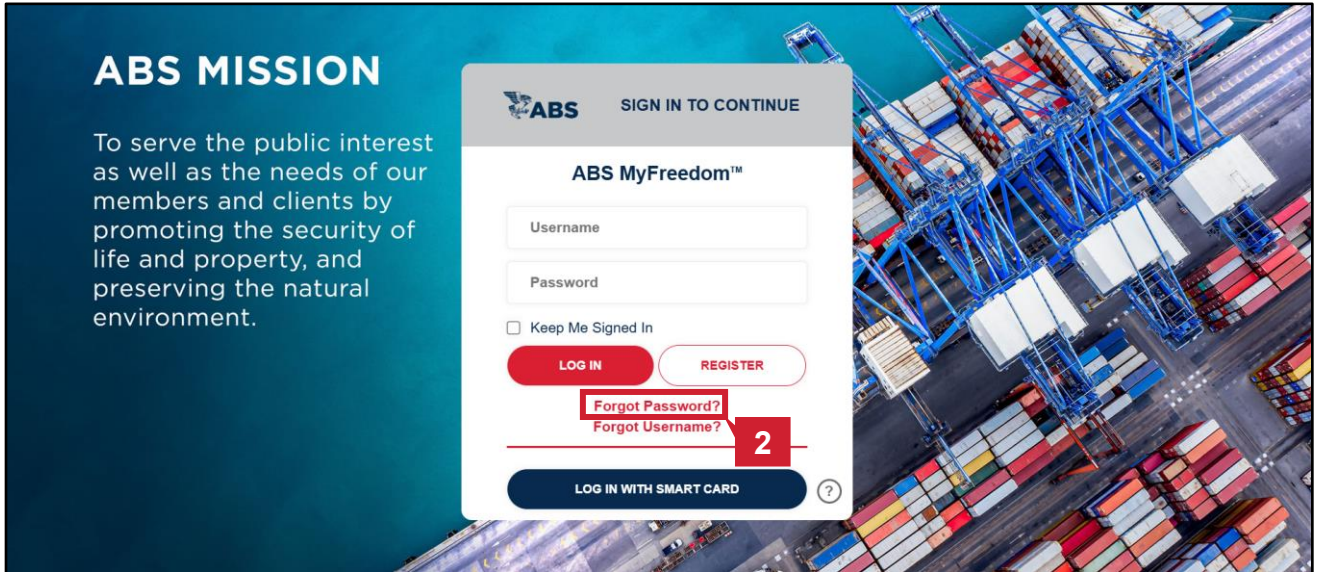 ABS MISSION
To serve the public interest
as well as the needs of our
members and clients by
promoting the security of
life and property, and
preserving the natural
environment.
ABS
SIGN IN TO CONTINUE
ABS MyFreedom™
Username
Password
Keep Me Signed In
LOG IN
REGISTER
Forgot Password?
Forgot Username?
2
LOG IN WITH SMART CARD
?